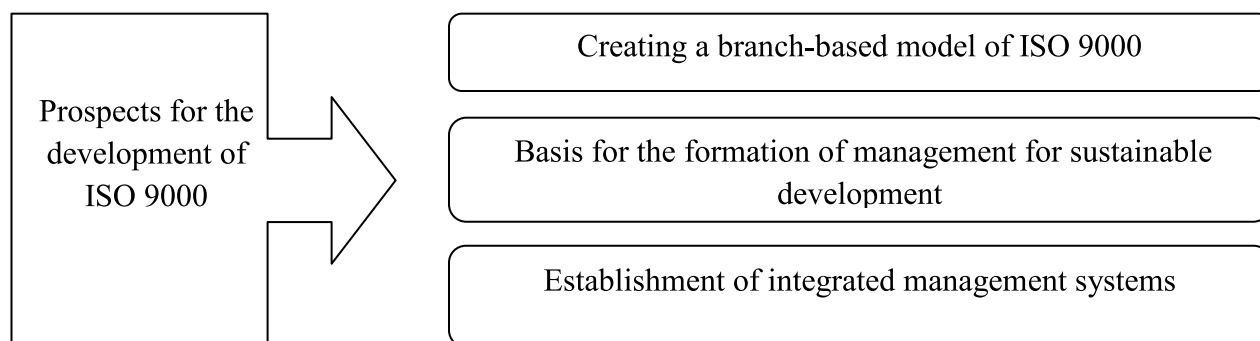 Prospects for the
development of
ISO 9000
Creating a branch-based model of ISO 9000
Basis for the formation of management for sustainable
development
Establishment of integrated management systems